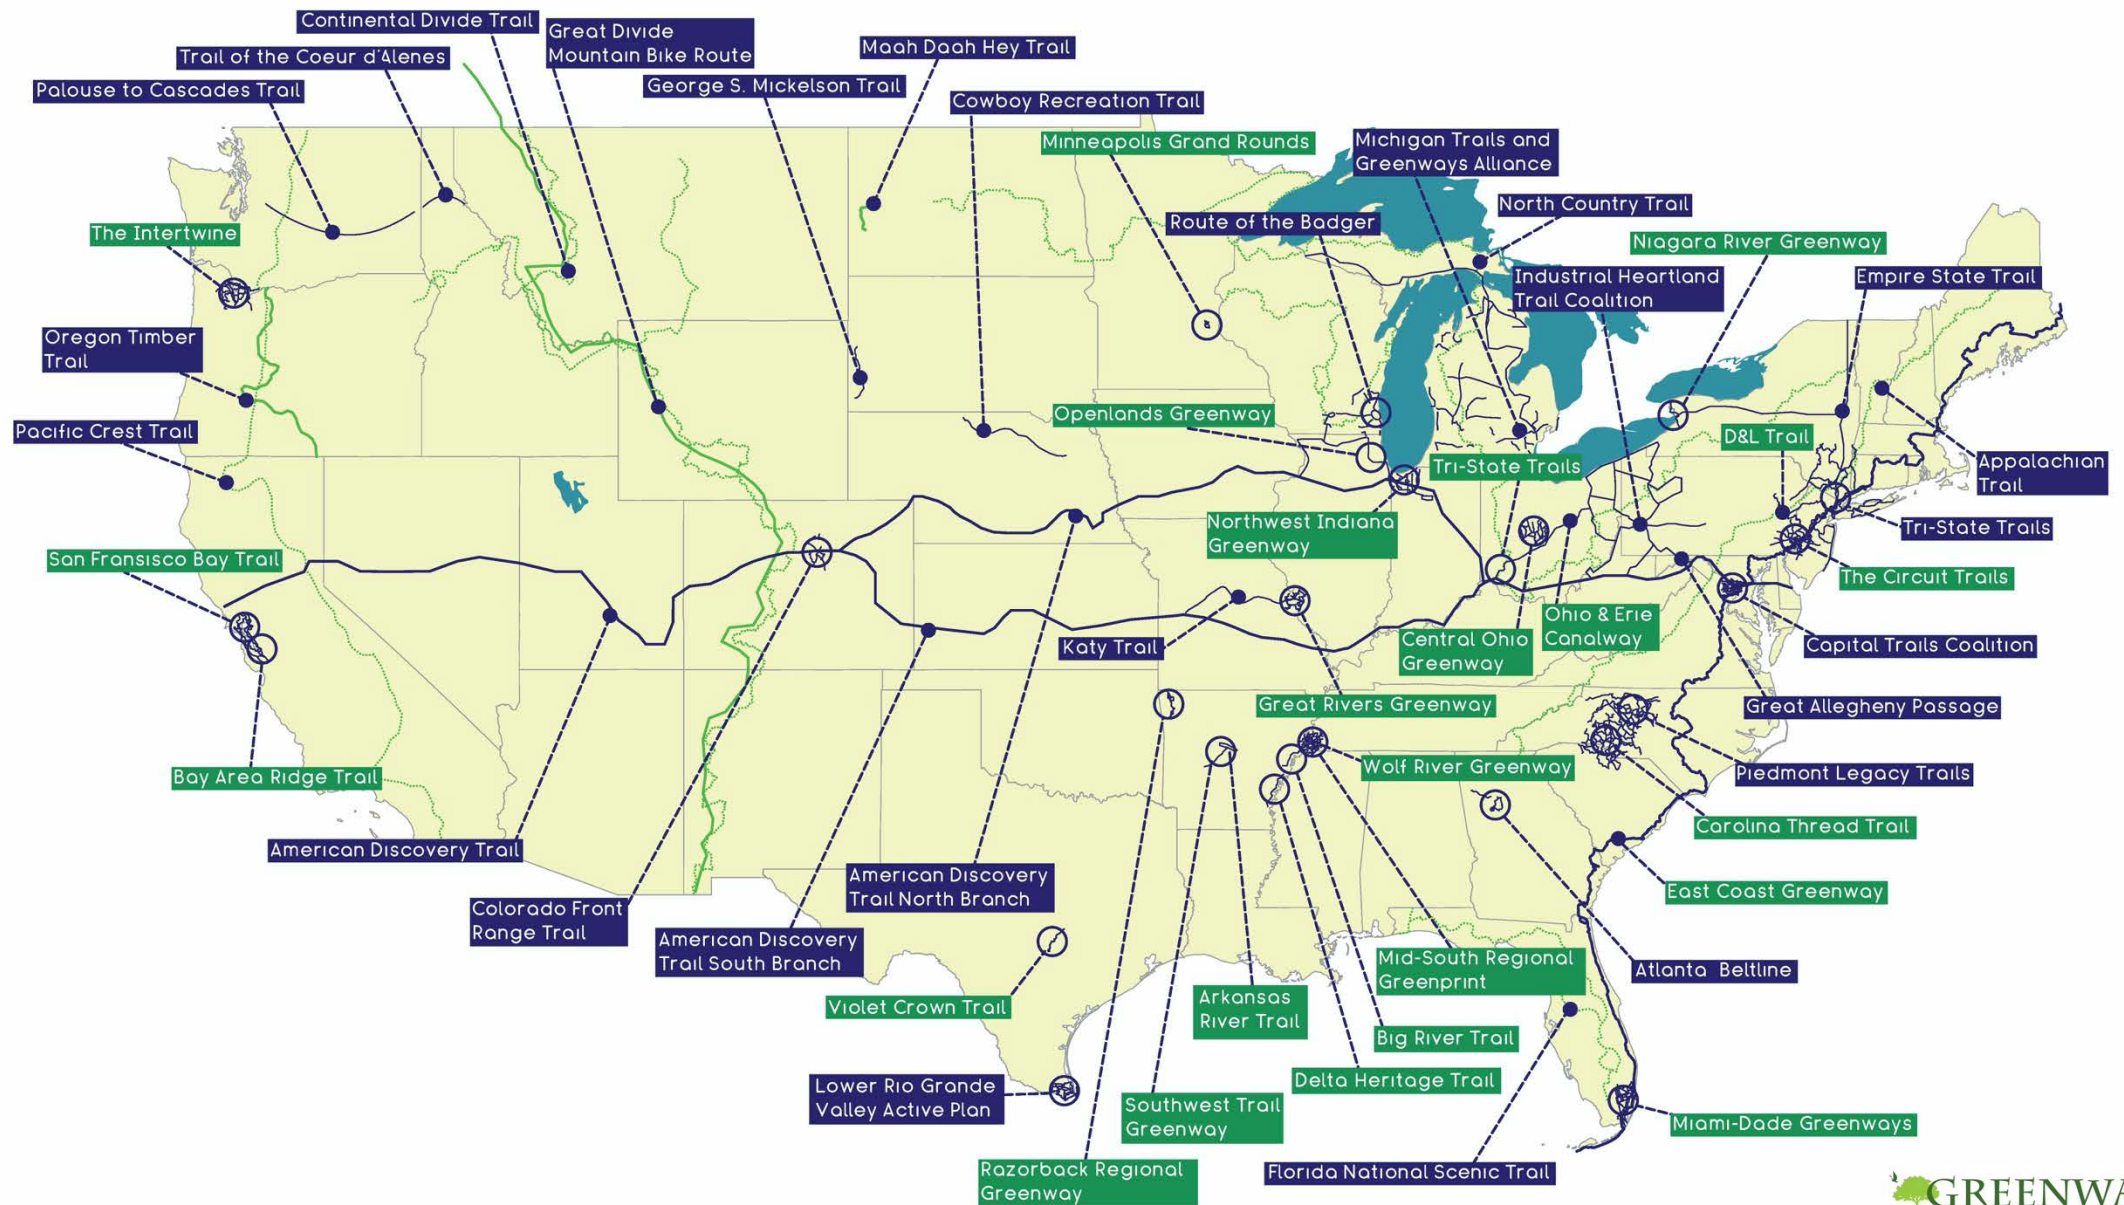 Continental Divide Trail
Great Divide
Mountain Bike Route
Maah Daah Hey Trail
Trail of the Coeur d'Alenes
George S. Mickelson Trail
Palouse to Cascades Trail
Cowboy Recreation Trail
Minneapolis Grand Rounds
Michigan Trails and
Greenways Alliance
North Country Trail
Route of the Badger
The Intertwine
Niagara River Greenway
Industrial Heartland
Trail Coalition
Empire State Trail
Oregon Timber
Trail
Openlands Greenway
Pacific Crest Trail
D&L Trail
Tri-State Trails
Appalachian
Trail
Northwest Indiana
Greenway
Tri-State Trails
San Fransisco Bay Trail
The Circuit Trails
Ohio & Erie
Canalway
Central Ohio
Greenway
Katy Trail
Capital Trails Coalition
Great Rivers Greenway
Great Allegheny Passage
Bay Area Ridge Trail
Wolf River Greenway
Piedmont Legacy Trails
Carolina Thread Trail
American Discovery Trail
American Discovery
Trail North Branch
East Coast Greenway
Colorado Front
Range Trail
American Discovery
Trail South Branch
Mid-South Regional
Greenprint
Atlanta Beltline
Violet Crown Trail
Arkansas
River Trail
Big River Trail
Delta Heritage Trail
Lower Rio Grande
Valley Active Plan
Southwest Trail
Greenway
Miami-Dade Greenways
Razorback Regional
Greenway
Florida National Scenic Trail
GREENWA